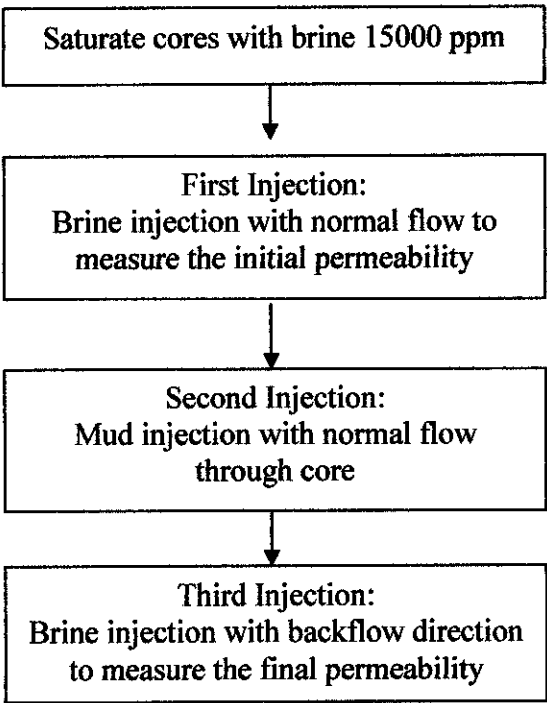 Saturate cores with brine 15000 ppm
First Injection:
Brine injection with normal flow to
measure the initial permeability
Second Injection:
Mud injection with normal flow
through core
Third Injection:
Brine injection with backflow direction
to measure the final permeability